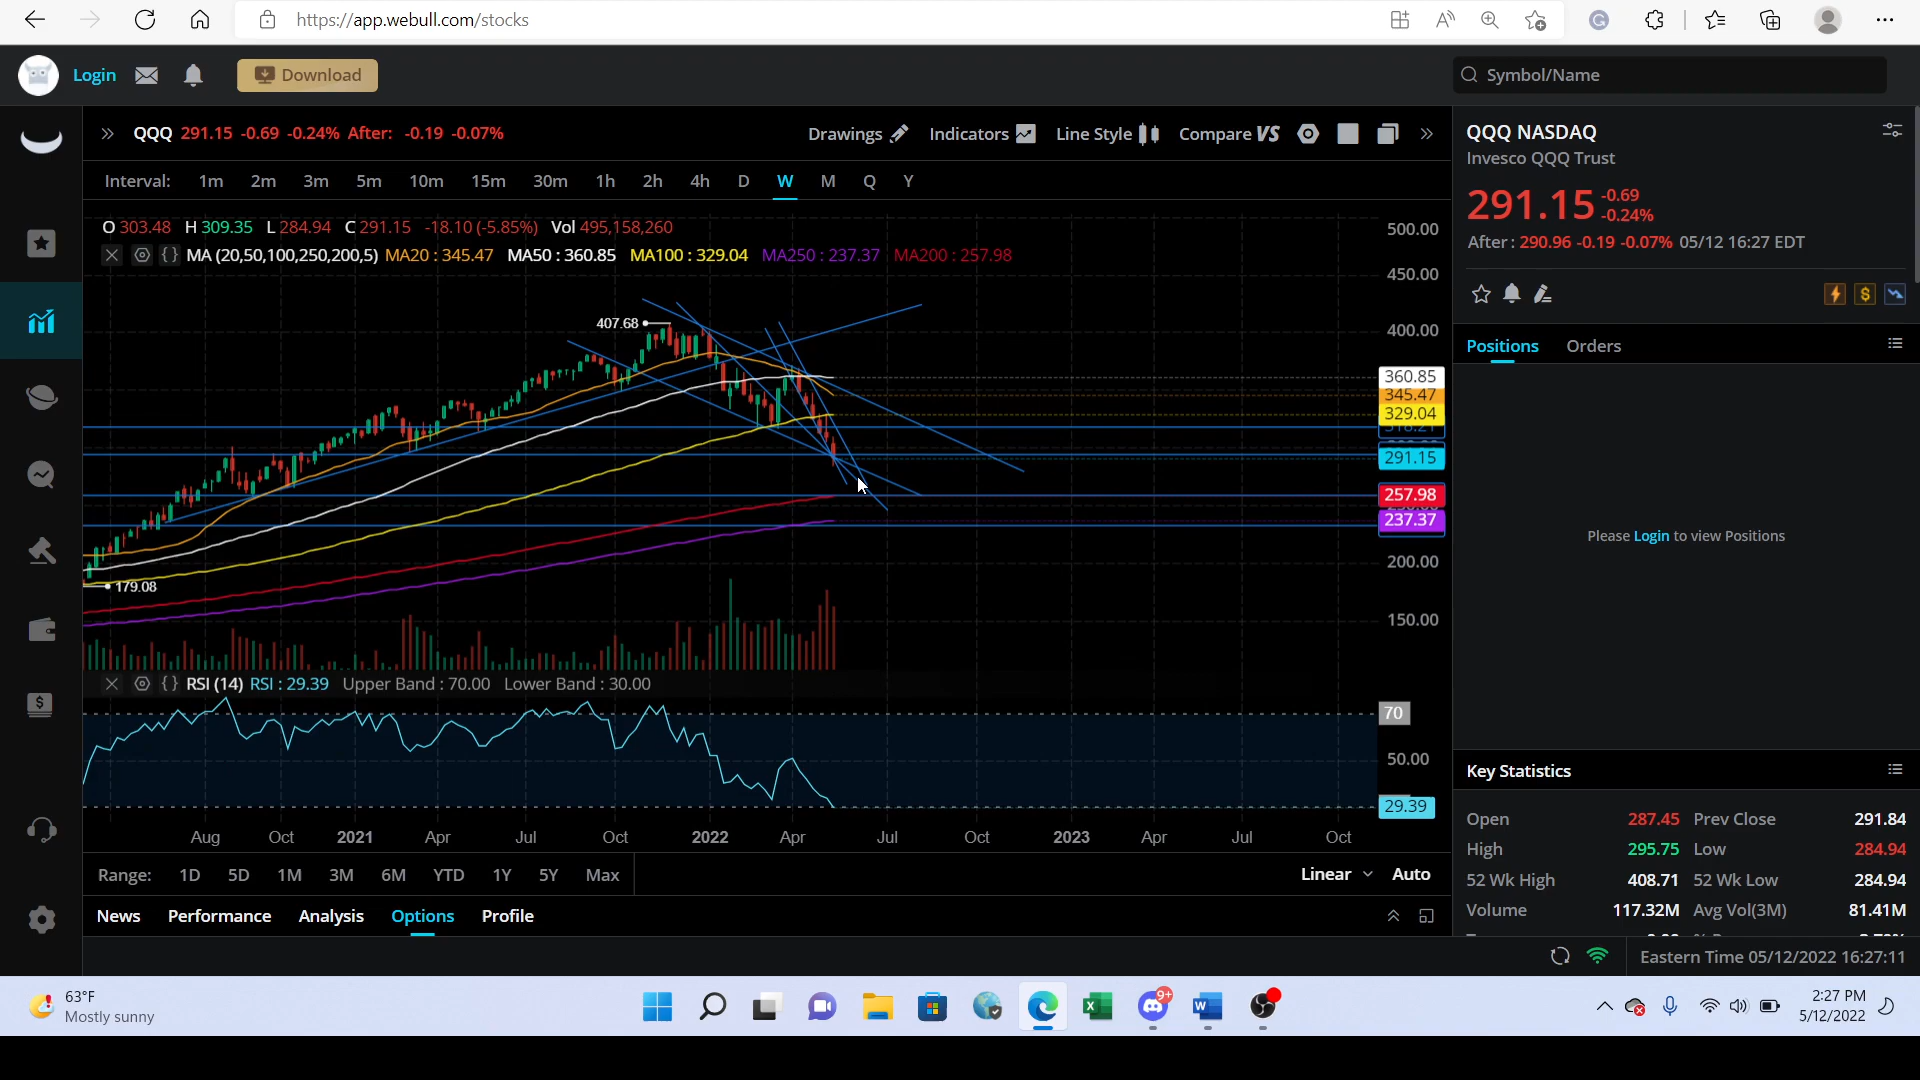 https://app.webull.com/stocks
Login
Download
Symbol/Name
QQQ 291.15 -0.69 -0.24% After: -0.19 -0.07%
Drawings Indicators Line Style Compare VS
Interval: 1m 2m 3m 5m 10m 15m 30m 1h 2h 4h D W M Q Y
O 303.48 H 309.35 L 284.94 C 291.15 -18.10 (-5.85%) Vol 495,158,260
MA (20,50,100,250,200,5) MA20 : 345.47 MA50 : 360.85 MA100 : 329.04 MA250 : 237.37 MA200 : 257.98
407.68
179.08
500.00
450.00
400.00
360.85
345.47
329.04
291.15
257.98
237.37
200.00
150.00
RSI (14) RSI : 29.39 Upper Band : 70.00 Lower Band : 30.00
70
50.00
29.39
Aug Oct 2021 Apr Jul Oct 2022 Apr Jul Oct 2023 Apr Jul Oct
Range: 1D 5D 1M 3M 6M YTD 1Y 5Y Max
Linear Auto
News Performance Analysis Options Profile
QQQ NASDAQ
Invesco QQQ Trust
291.15 -0.69
-0.24%
After : 290.96 -0.19 -0.07% 05/12 16:27 EDT
Positions Orders
Please Login to view Positions
Key Statistics
Open 287.45 Prev Close 291.84
High 295.75 Low 284.94
52 Wk High 408.71 52 Wk Low 284.94
Volume 117.32M Avg Vol(3M) 81.41M
Eastern Time 05/12/2022 16:27:11
63°F
Mostly sunny
9+
2:27 PM
5/12/2022